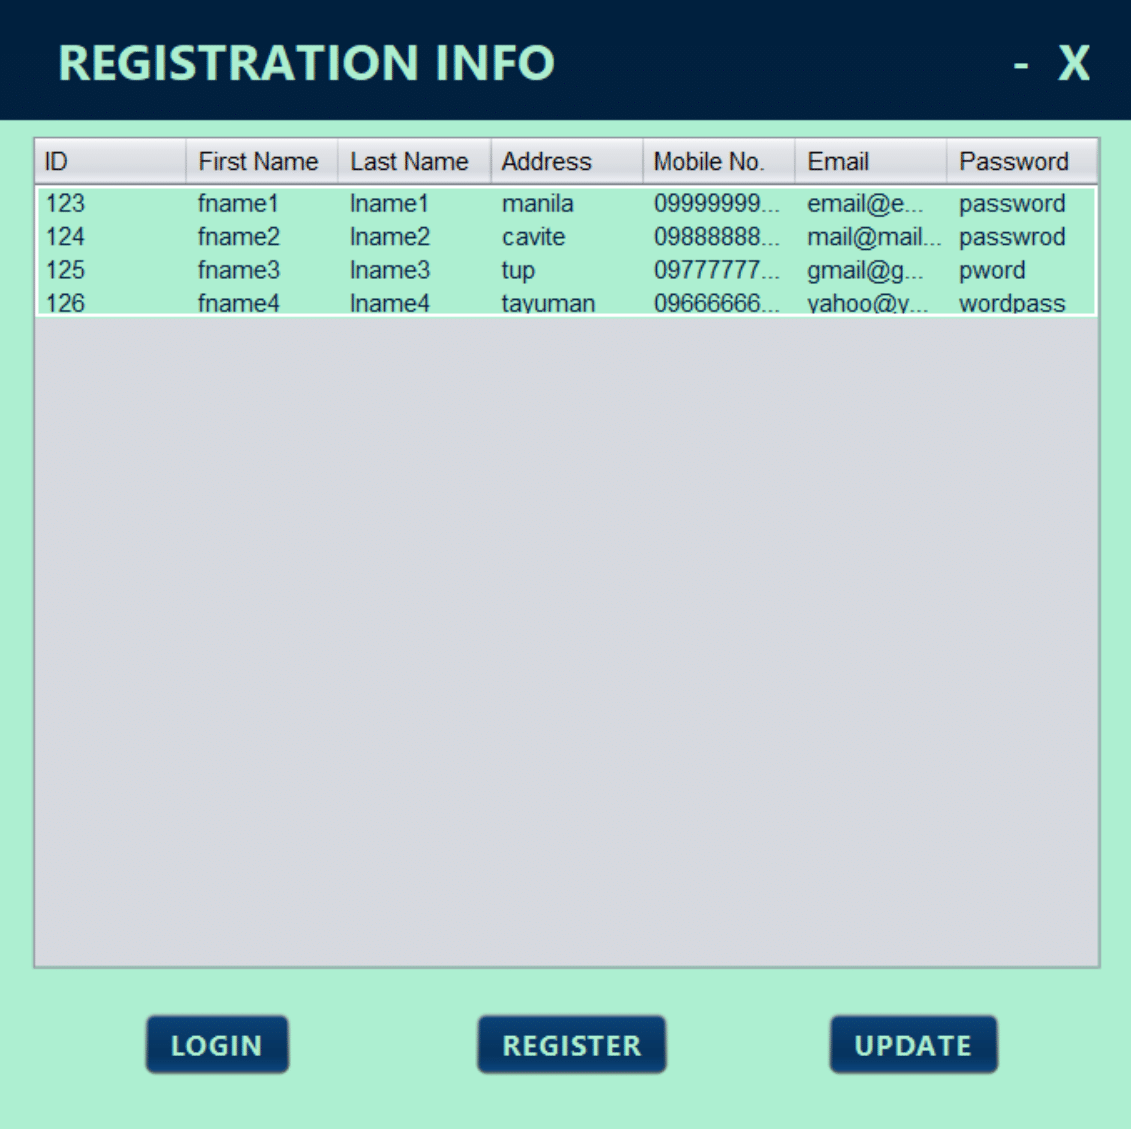 REGISTRATION INFO - X
ID First Name Last Name Address Mobile No. Email Password
123 fname1 lname1 manila 09999999... email@e... password
124 fname2 lname2 cavite 09888888... mail@mail... passwrod
125 fname3 lname3 tup 09777777... gmail@g... pword
126 fname4 lname4 tayuman 09666666... yahoo@y... wordpass
LOGIN REGISTER UPDATE